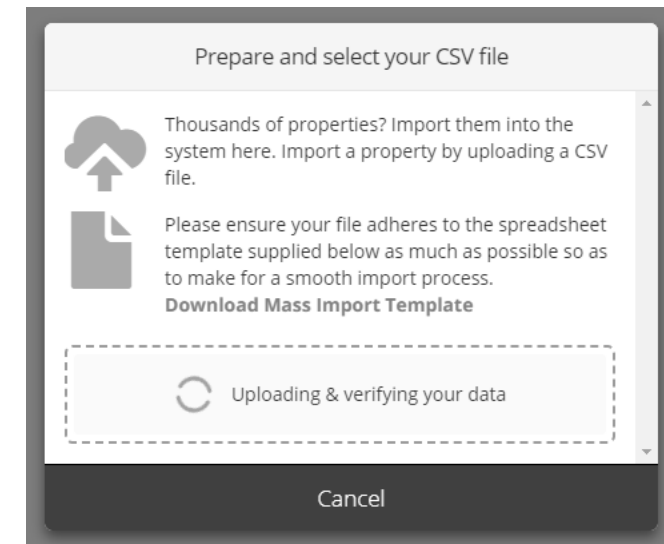 Prepare and select your CSV file
Thousands of properties? Import them into the
system here. Import a property by uploading a CSV
file.
Please ensure your file adheres to the spreadsheet
template supplied below as much as possible so as
to make for a smooth import process.
Download Mass Import Template
Uploading & verifying your data
Cancel